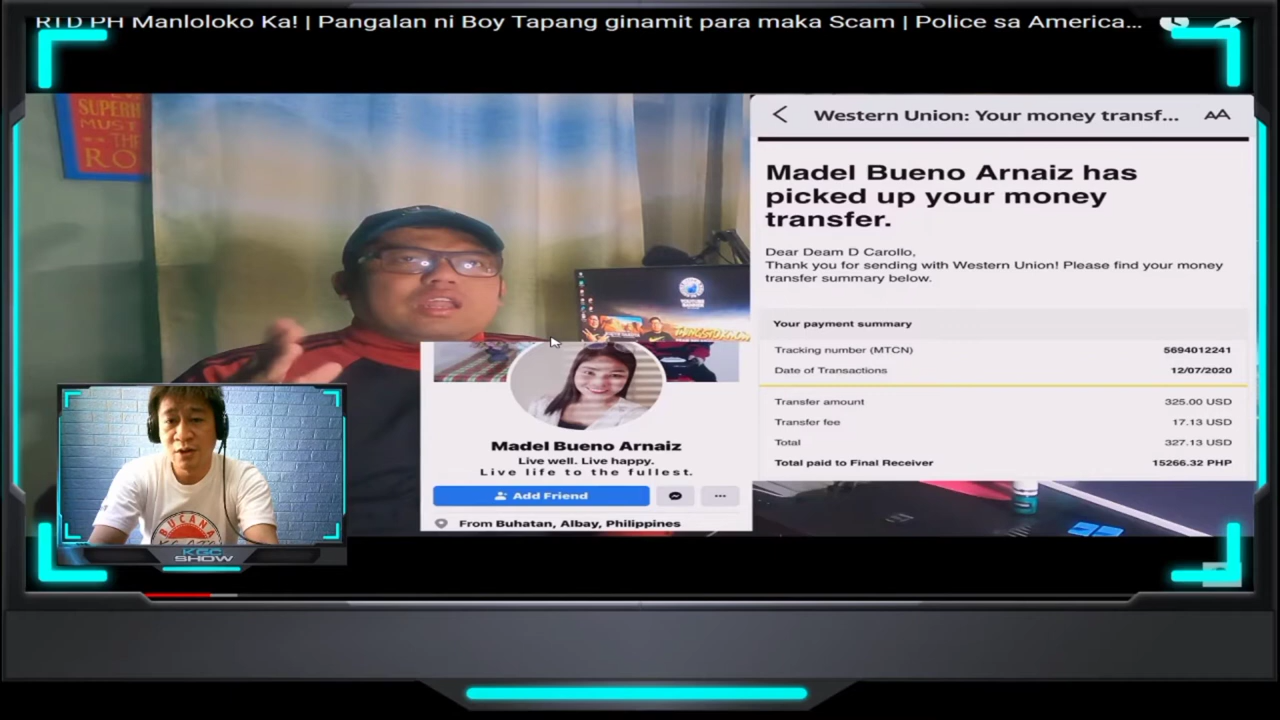 RTD PH Manloloko Ka! | Pangalan ni Boy Tapang ginamit para maka Scam | Police sa America...
SUPERH
MUST
THE
RO
Western Union: Your money transf...
AA
Madel Bueno Arnaiz has
picked up your money
transfer.
Dear Deam D Carollo,
Thank you for sending with Western Union! Please find your money
transfer summary below.
Your payment summary
Tracking number (MTCN) 5694012241
Date of Transactions 12/07/2020
Transfer amount 325.00 USD
Transfer fee 17.13 USD
Total 327.13 USD
Total paid to Final Receiver 15266.32 PHP
Madel Bueno Arnaiz
Live well. Live happy.
Live life to the fullest.
Add Friend
From Buhatan, Albay, Philippines
BUCANA
KGC
SHOW